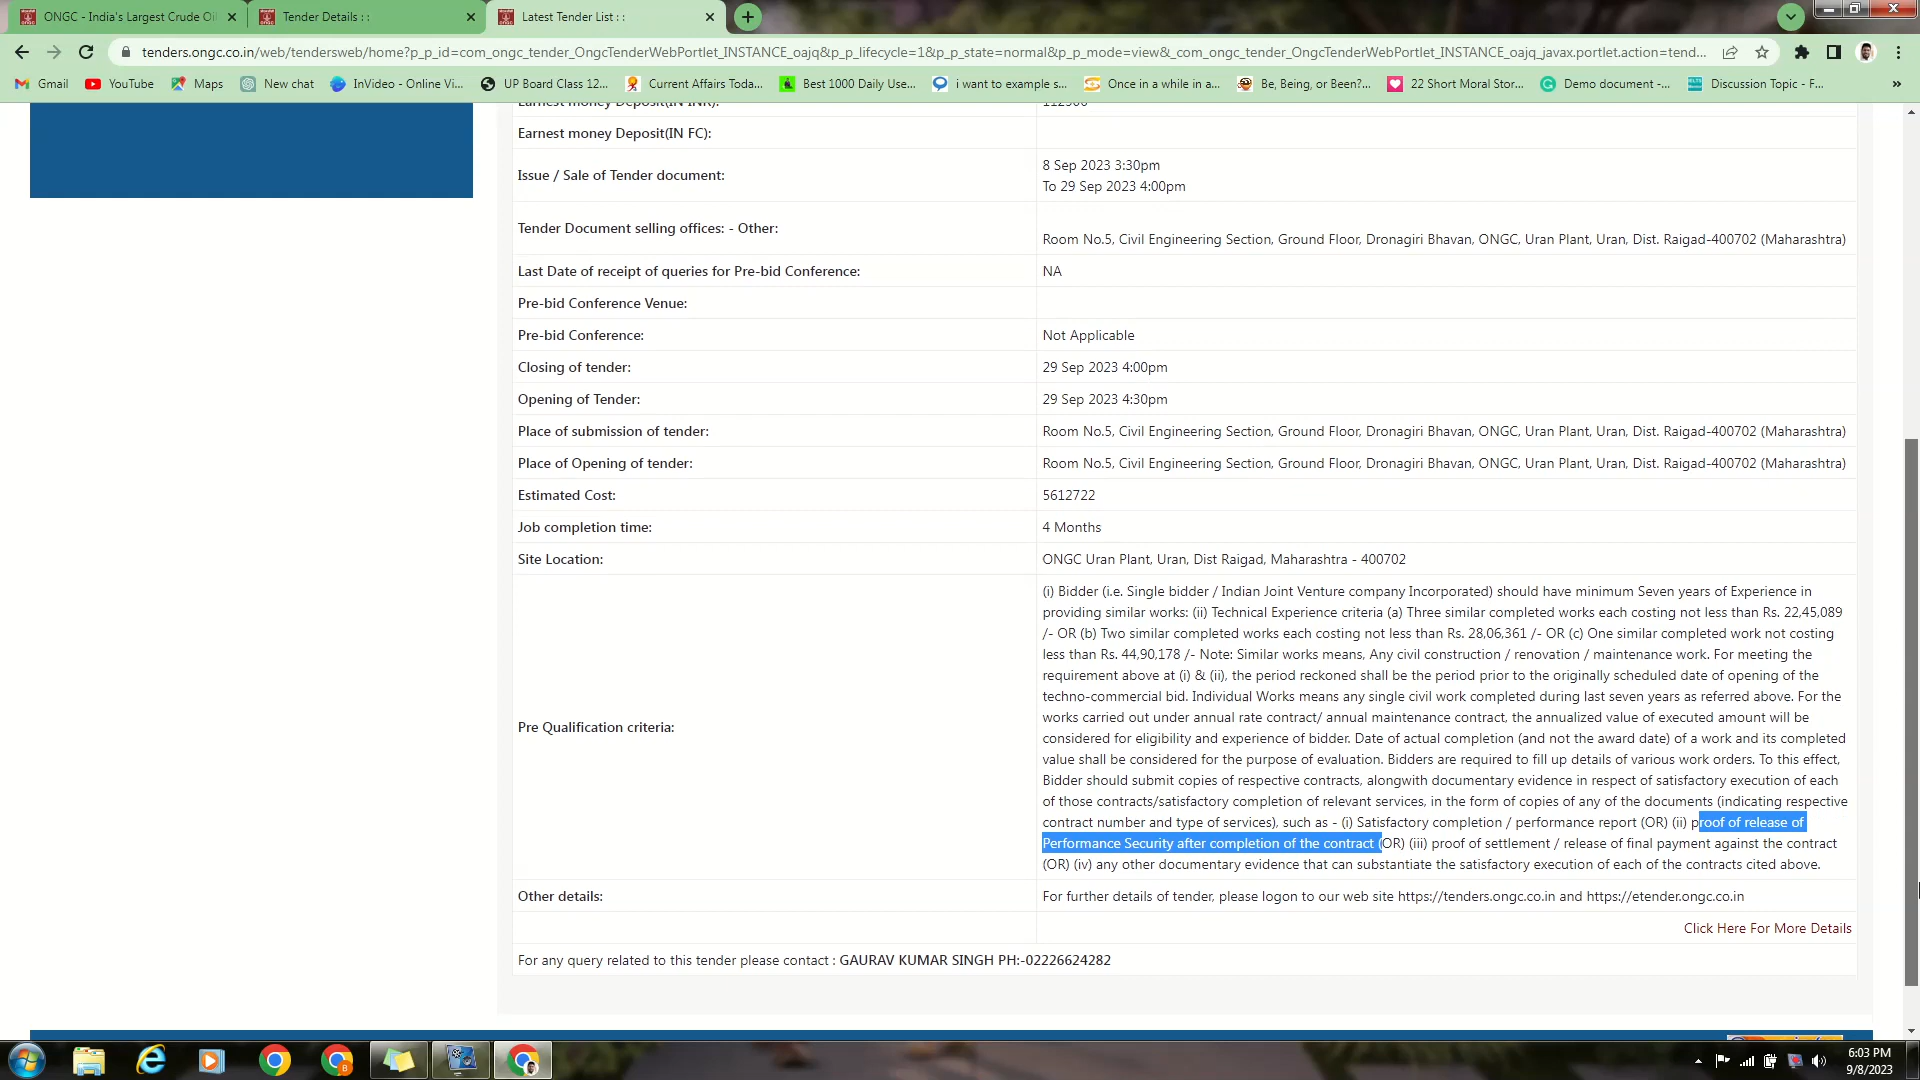 ONGC - India's Largest Crude Oil
Tender Details : :
Latest Tender List : :
tenders.ongc.co.in/web/tendersweb/home?p_p_id=com_ongc_tender_OngcTenderWebPortlet_INSTANCE_oajq&p_p_lifecycle=1&p_p_state=normal&p_p_mode=view&_com_ongc_tender_OngcTenderWebPortlet_INSTANCE_oajq_javax.portlet.action=tend...
Gmail YouTube Maps New chat InVideo - Online Vi... UP Board Class 12... Current Affairs Toda... Best 1000 Daily Use... i want to example s... Once in a while in a... Be, Being, or Been?... 22 Short Moral Stor... Demo document -... Discussion Topic - F... »
Earnest money Deposit(IN INR):
Earnest money Deposit(IN FC):
Issue / Sale of Tender document:
8 Sep 2023 3:30pm
To 29 Sep 2023 4:00pm
Tender Document selling offices: - Other:
Room No.5, Civil Engineering Section, Ground Floor, Dronagiri Bhavan, ONGC, Uran Plant, Uran, Dist. Raigad-400702 (Maharashtra)
Last Date of receipt of queries for Pre-bid Conference: NA
Pre-bid Conference Venue:
Pre-bid Conference: Not Applicable
Closing of tender: 29 Sep 2023 4:00pm
Opening of Tender: 29 Sep 2023 4:30pm
Place of submission of tender: Room No.5, Civil Engineering Section, Ground Floor, Dronagiri Bhavan, ONGC, Uran Plant, Uran, Dist. Raigad-400702 (Maharashtra)
Place of Opening of tender: Room No.5, Civil Engineering Section, Ground Floor, Dronagiri Bhavan, ONGC, Uran Plant, Uran, Dist. Raigad-400702 (Maharashtra)
Estimated Cost: 5612722
Job completion time: 4 Months
Site Location: ONGC Uran Plant, Uran, Dist Raigad, Maharashtra - 400702
Pre Qualification criteria:
(i) Bidder (i.e. Single bidder / Indian Joint Venture company Incorporated) should have minimum Seven years of Experience in
providing similar works: (ii) Technical Experience criteria (a) Three similar completed works each costing not less than Rs. 22,45,089
/- OR (b) Two similar completed works each costing not less than Rs. 28,06,361 /- OR (c) One similar completed work not costing
less than Rs. 44,90,178 /- Note: Similar works means, Any civil construction / renovation / maintenance work. For meeting the
requirement above at (i) & (ii), the period reckoned shall be the period prior to the originally scheduled date of opening of the
techno-commercial bid. Individual Works means any single civil work completed during last seven years as referred above. For the
works carried out under annual rate contract/ annual maintenance contract, the annualized value of executed amount will be
considered for eligibility and experience of bidder. Date of actual completion (and not the award date) of a work and its completed
value shall be considered for the purpose of evaluation. Bidders are required to fill up details of various work orders. To this effect,
Bidder should submit copies of respective contracts, alongwith documentary evidence in respect of satisfactory execution of each
of those contracts/satisfactory completion of relevant services, in the form of copies of any of the documents (indicating respective
contract number and type of services), such as - (i) Satisfactory completion / performance report (OR) (ii) proof of release of
Performance Security after completion of the contract (OR) (iii) proof of settlement / release of final payment against the contract
(OR) (iv) any other documentary evidence that can substantiate the satisfactory execution of each of the contracts cited above.
Other details: For further details of tender, please logon to our web site https://tenders.ongc.co.in and https://etender.ongc.co.in
Click Here For More Details
For any query related to this tender please contact : GAURAV KUMAR SINGH PH:-02226624282
6:03 PM
9/8/2023